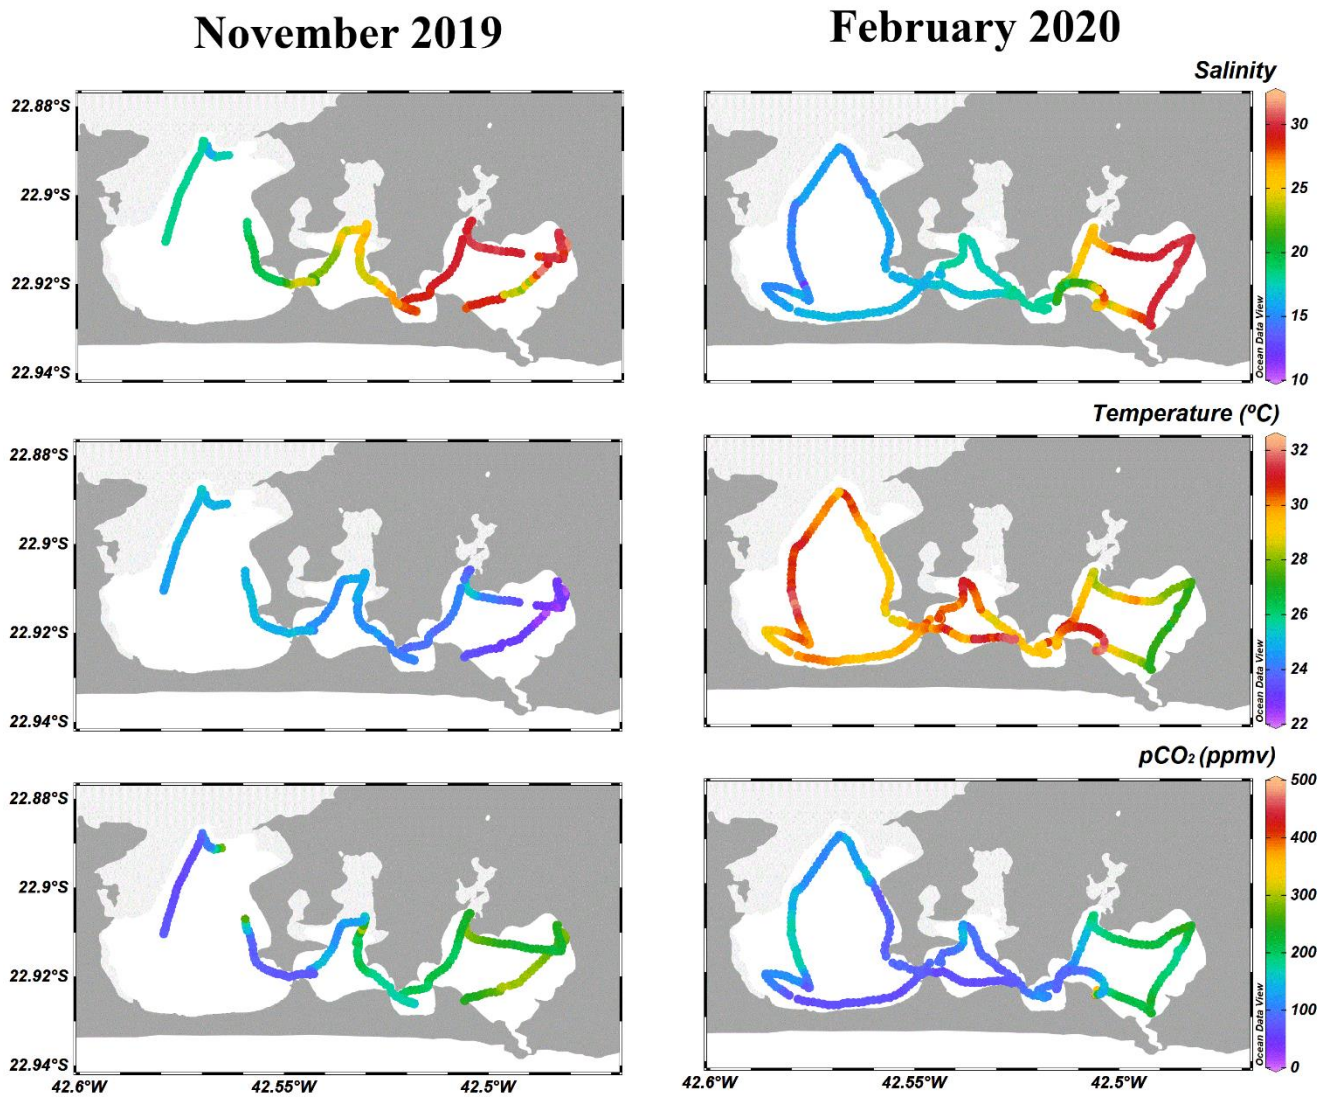 November 2019
February 2020
Salinity
22.88°S
22.9°S
22.92°S
22.94°S
30
25
20
15
10
Ocean Data View
Temperature (ºC)
22.88°S
22.9°S
22.92°S
22.94°S
32
30
28
26
24
22
Ocean Data View
pCO₂ (ppmv)
22.88°S
22.9°S
22.92°S
22.94°S
500
400
300
200
100
0
Ocean Data View
42.6°W
42.55°W
42.5°W
42.6°W
42.55°W
42.5°W